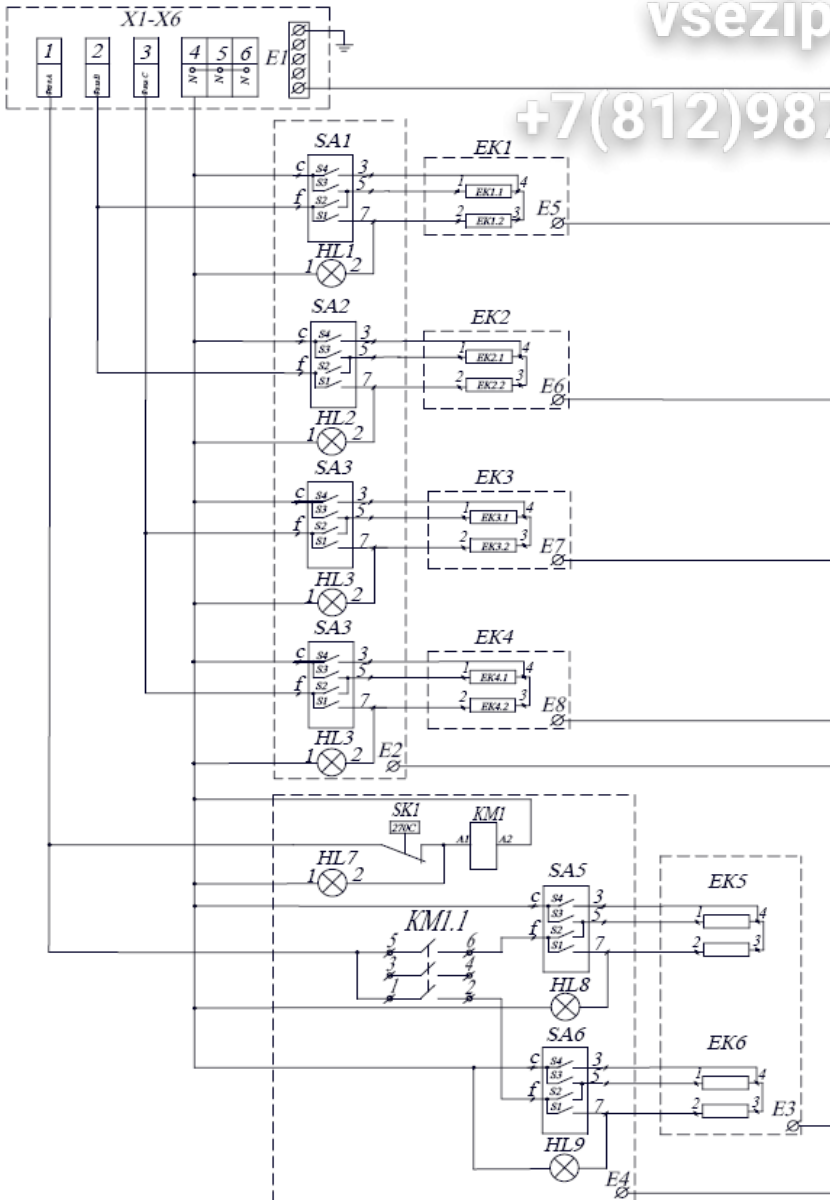 vsezip
+7(812)987
X1-X6
1 2 3 4 5 6 E1
Фаза А Фаза В Фаза С N N N
SA1
c S4 3
S3 5
f S2
S1 7
HL1
1 2
EK1
1 EK1.1 4
2 EK1.2 3
E5
SA2
c S4 3
S3 5
f S2
S1 7
HL2
1 2
EK2
1 EK2.1 4
2 EK2.2 3
E6
SA3
c S4 3
S3 5
f S2
S1 7
HL3
1 2
EK3
1 EK3.1 4
2 EK3.2 3
E7
SA3
c S4 3
S3 5
f S2
S1 7
HL3
1 2
E2
EK4
1 EK4.1 4
2 EK4.2 3
E8
SK1
270C
KM1
A1 A2
HL7
1 2
KM1.1
5 6
3 4
1 2
SA5
c S4 3
S3 5
f S2
S1 7
HL8
EK5
1 4
2 3
SA6
c S4 3
S3 5
f S2
S1 7
HL9
EK6
1 4
2 3
E3
E4